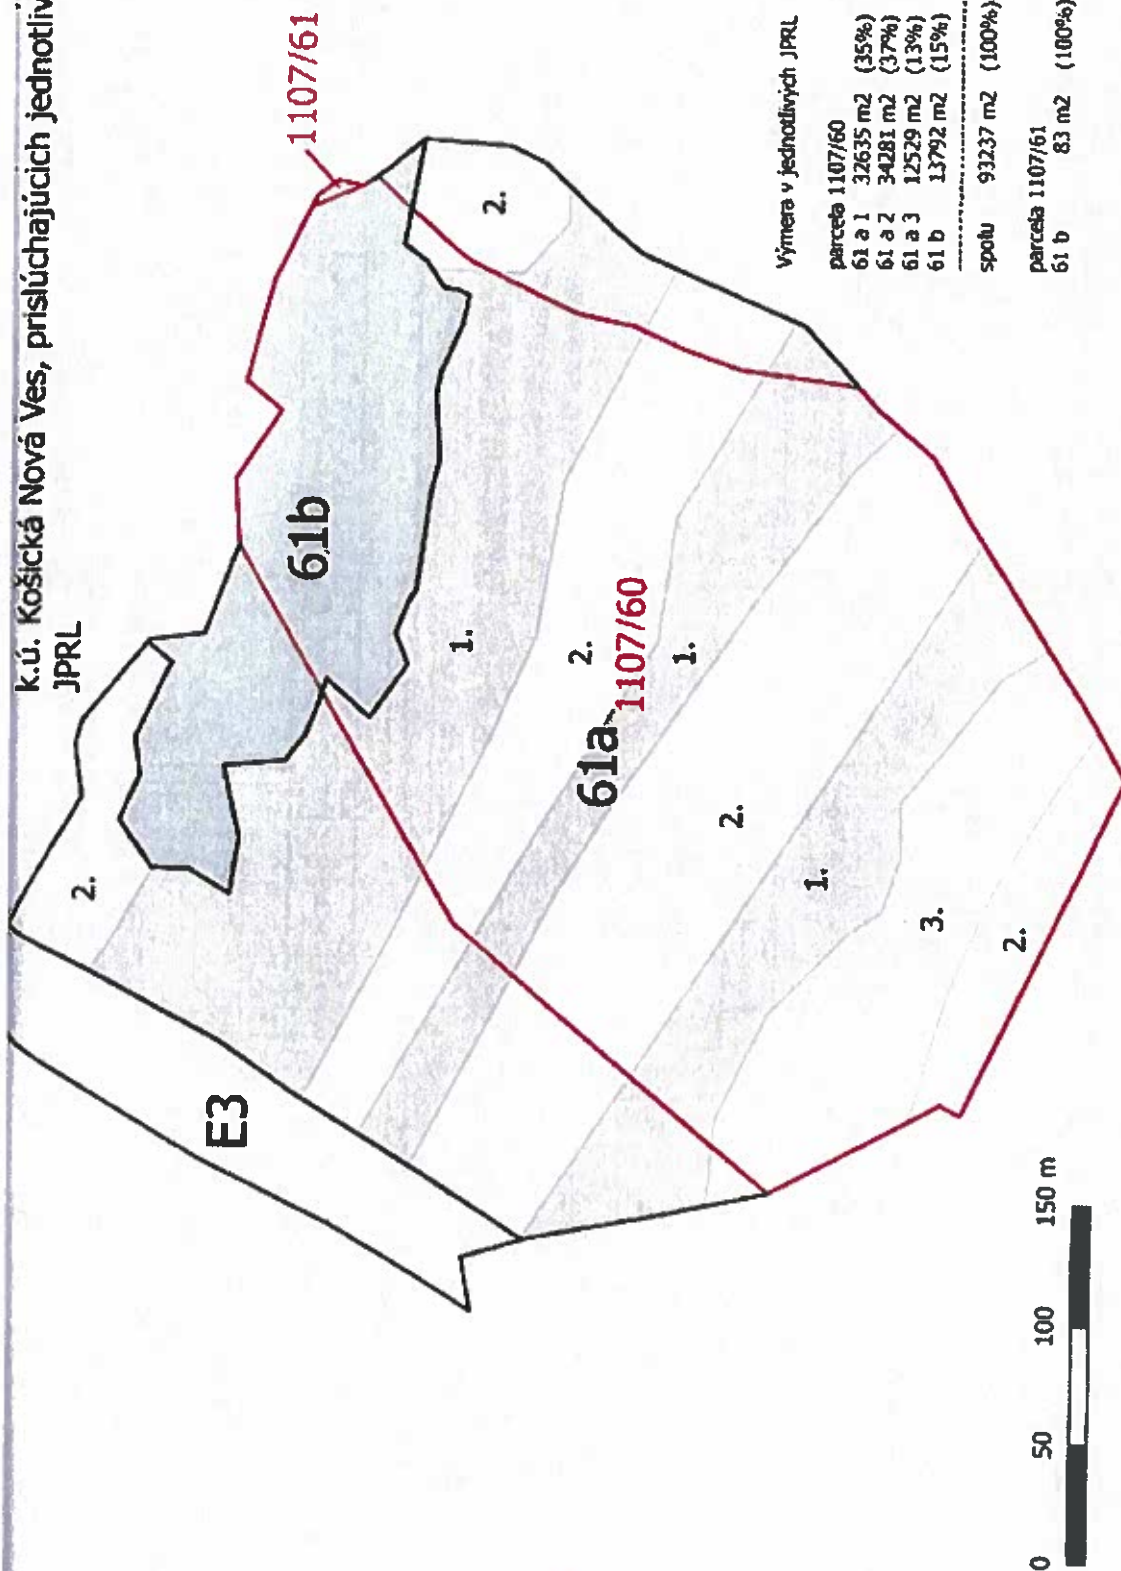 k.ú. Košická Nová Ves, prislúchajúcich
JPRL
1107/61
2.
2.
61b
1.
2.
1107/60
1.
61a
2.
1.
3.
2.
E3
Výmera v jednotlivých JPRL
parcela 1107/60
61 a 1 32635 m2 (35%)
61 a 2 34281 m2 (37%)
61 a 3 12529 m2 (13%)
61 b 13792 m2 (15%)
spolu 93237 m2 (100%)
parcela 1107/61
61 b 83 m2 (100%)
0 50 100 150 m